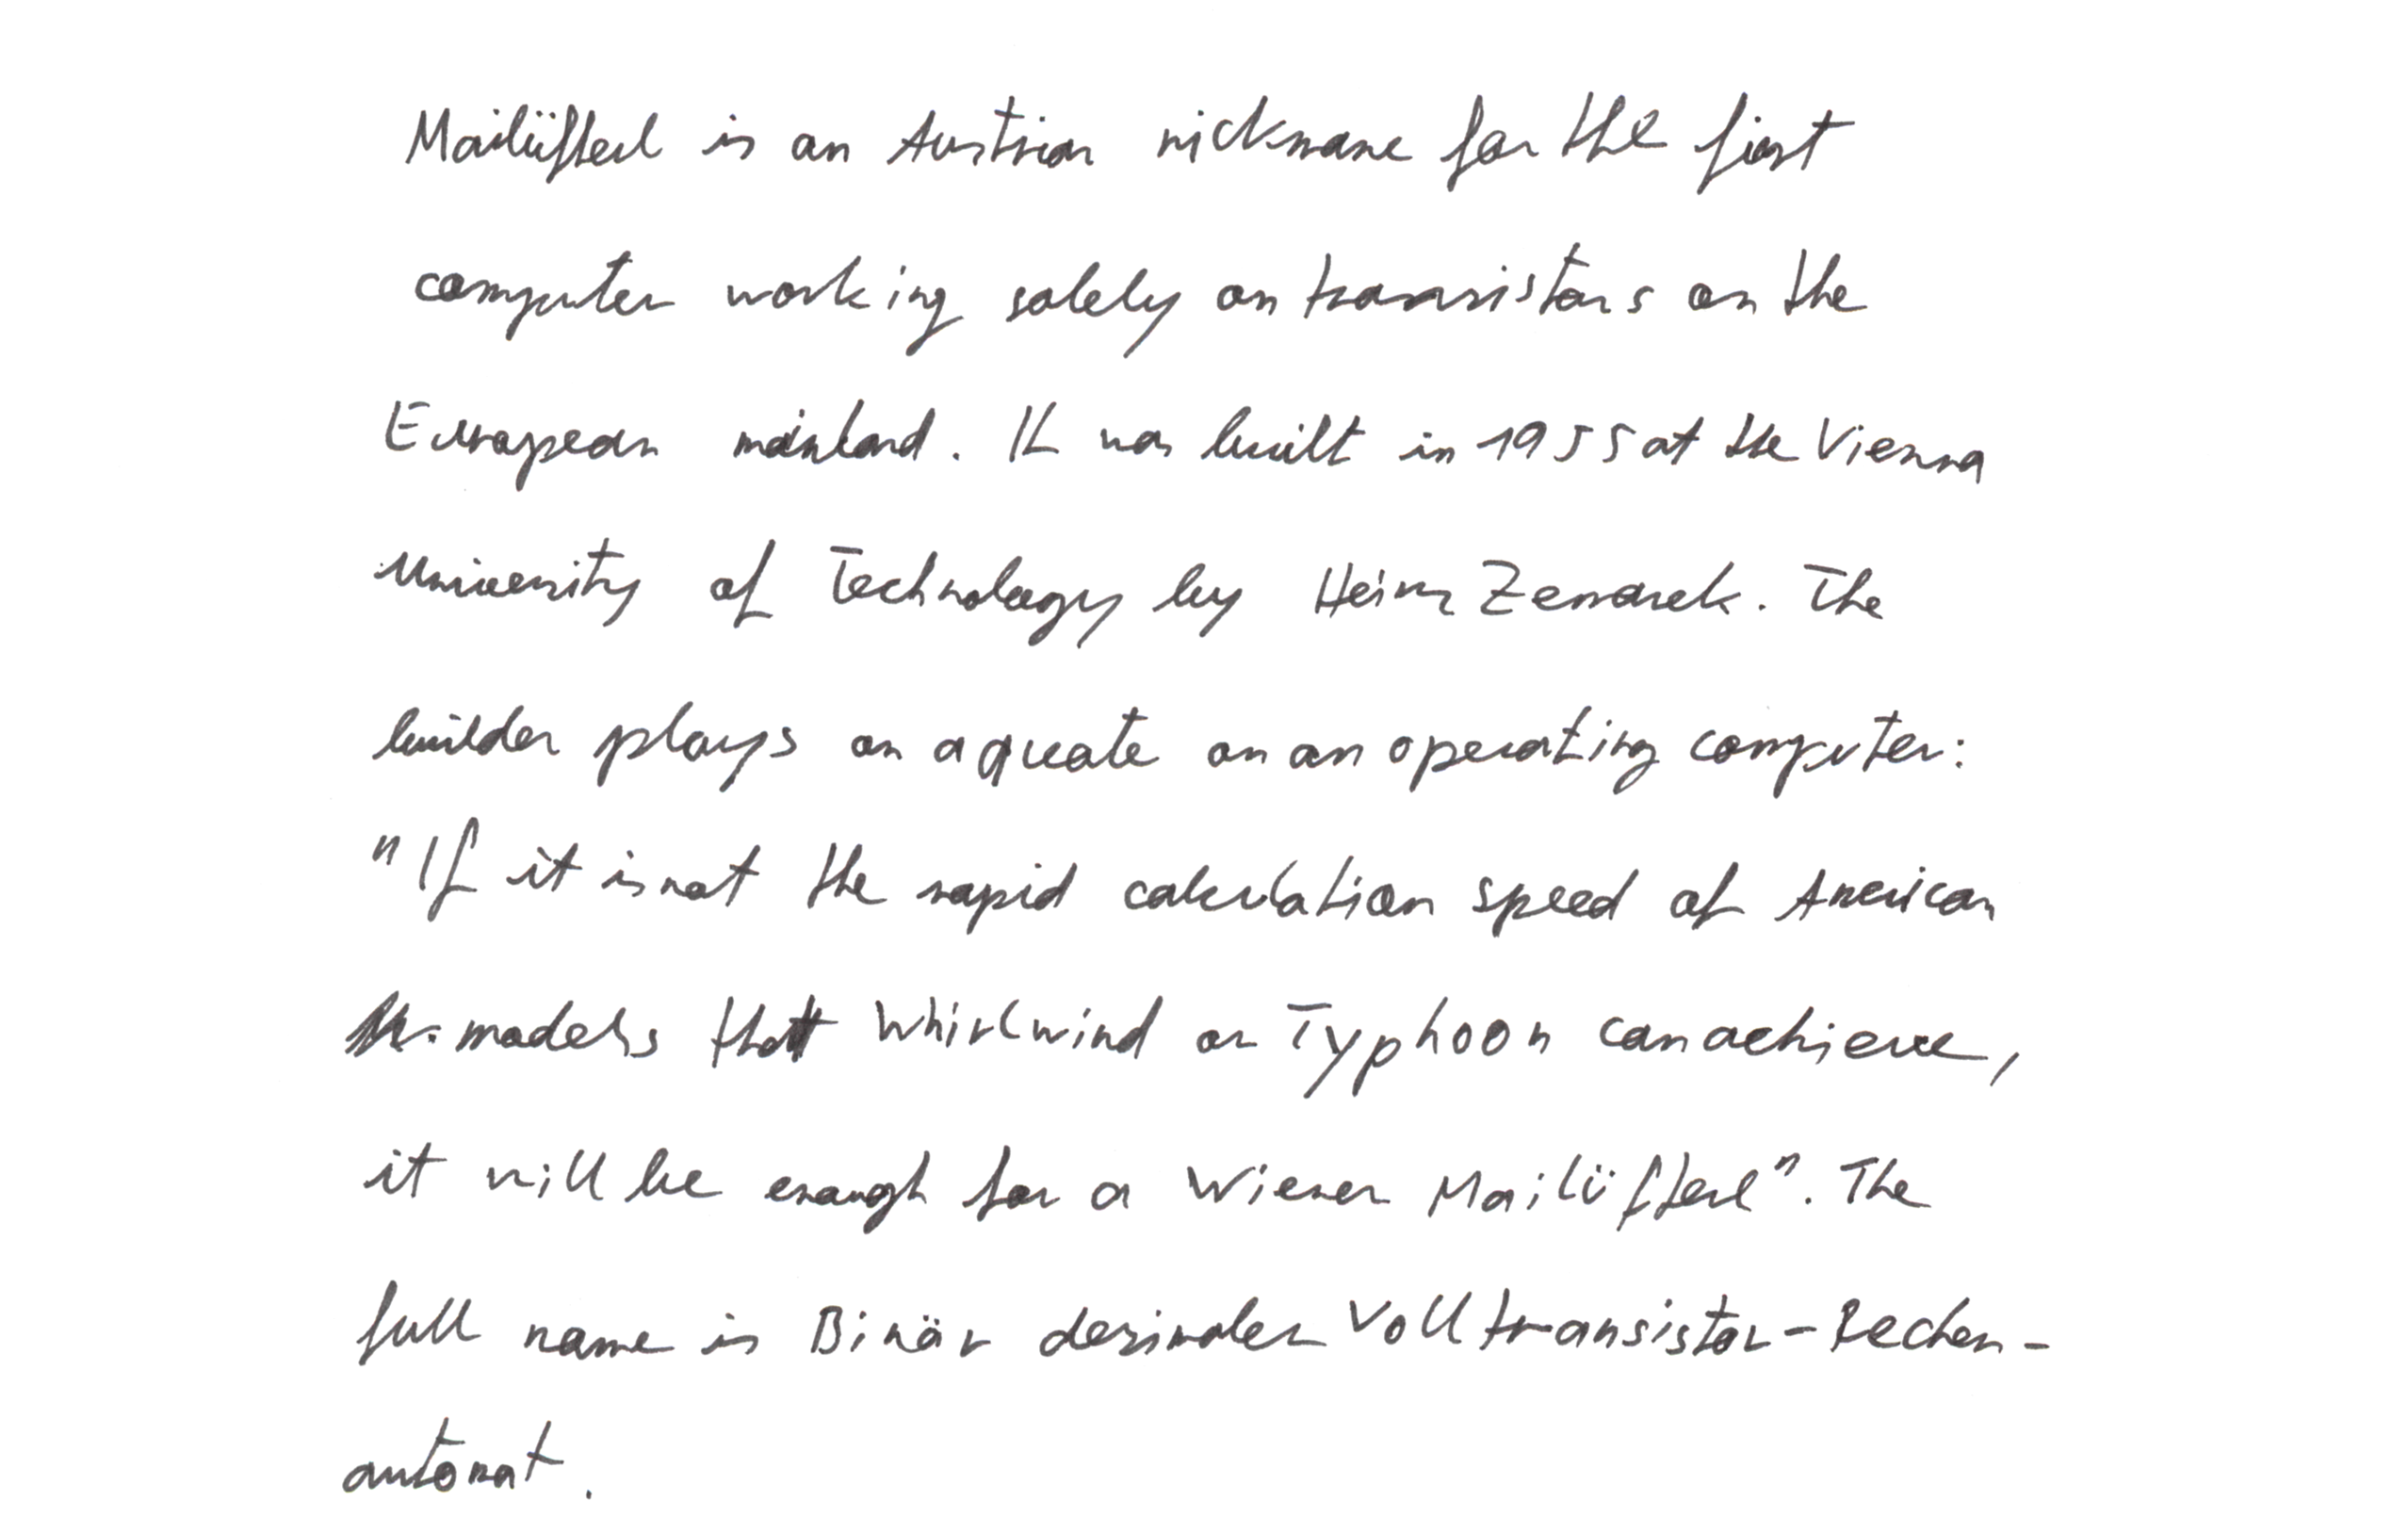 Mailüfterl is an Austrian nickname for the first
computer working solely on transistors on the
European mainland. It was built in 1955 at the Vienna
University of Technology by Heinz Zemanek. The
builder plays on a quote on an operating computer:
"If it is not the rapid calculation speed of American
models that Whirlwind or Typhoon can achieve,
it will be enough for a Wiener Mailüfterl". The
full name is Binär dezimaler Volltransistor-Rechen-
automat.